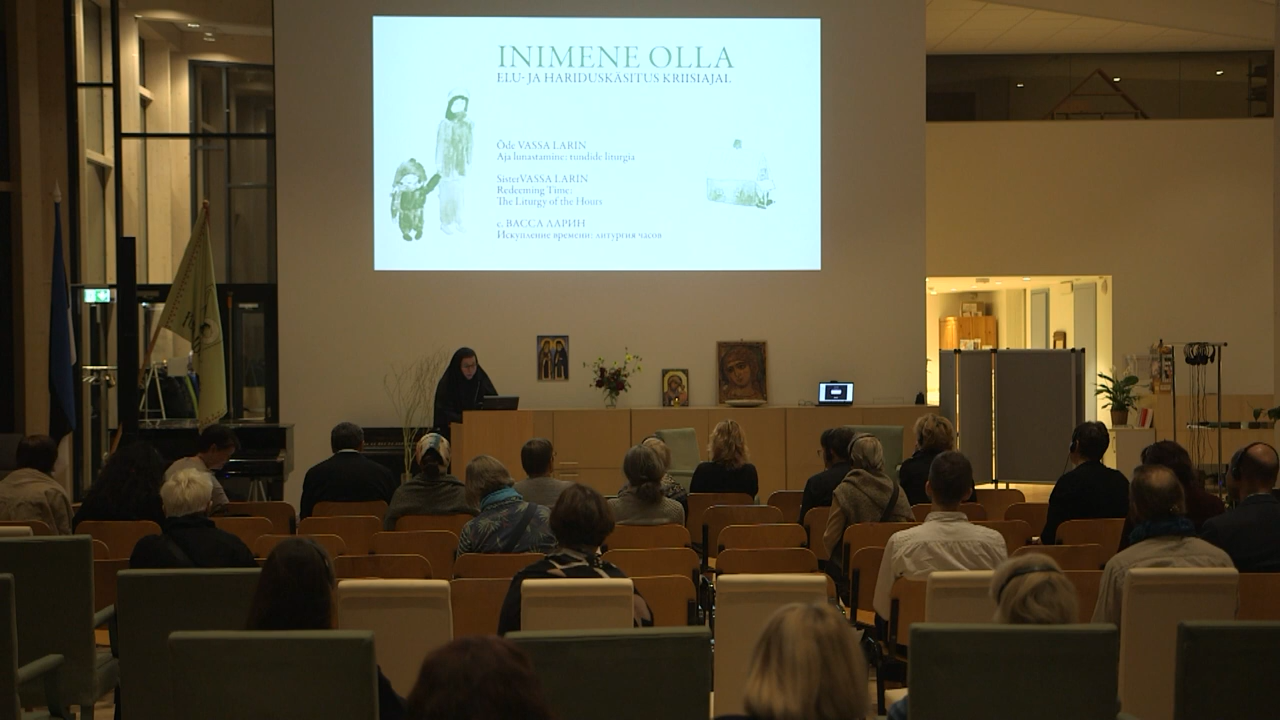 INIMENE OLLA
ELU- JA HARIDUSKÄSITUS KRIISIAJAL
Õde VASSA LARIN
Aja lunastamine: tundide liturgia
SisterVASSA LARIN
Redeeming Time:
The Liturgy of the Hours
с. ВАССА ЛАРИН
Искупление времени: литургия часов